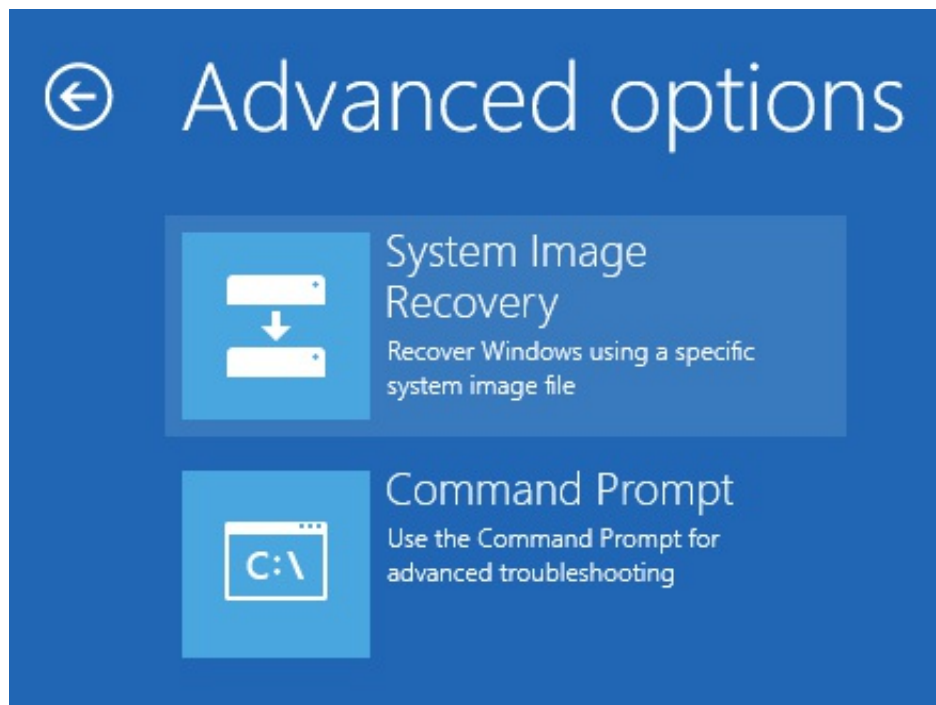 Advanced options
System Image
Recovery
Recover Windows using a specific
system image file
Command Prompt
C:\
Use the Command Prompt for
advanced troubleshooting